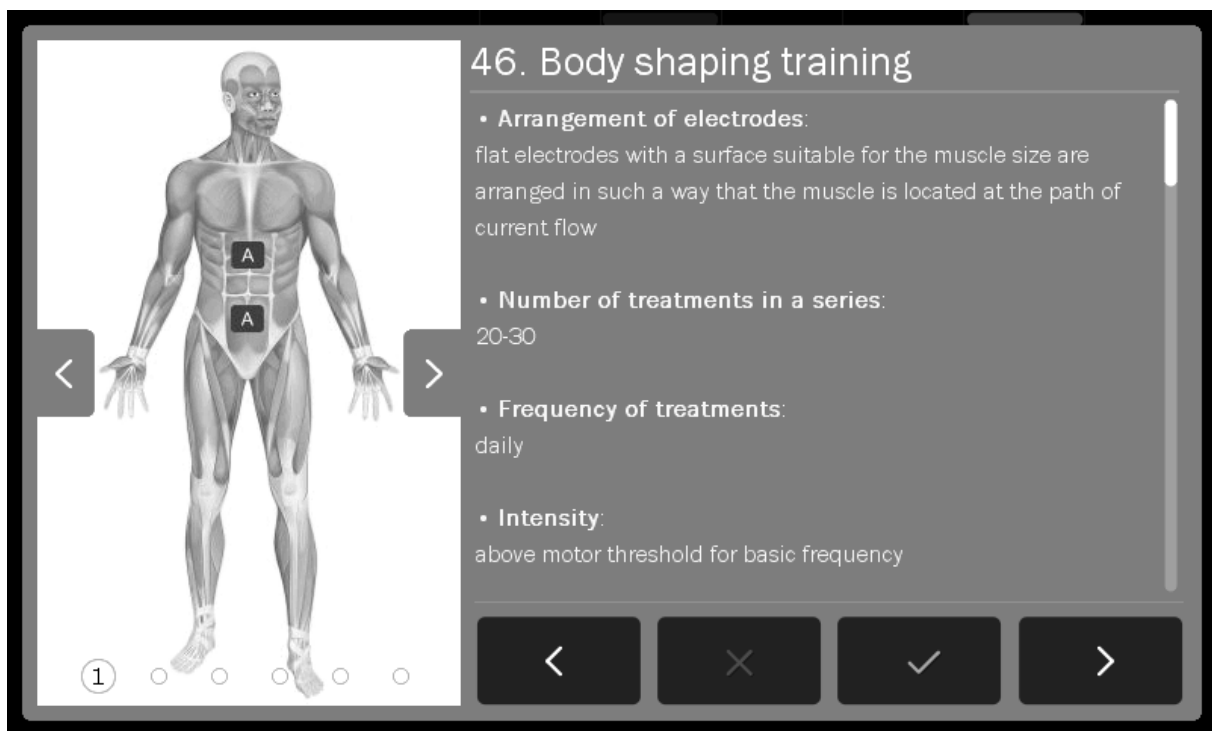 46. Body shaping training
• Arrangement of electrodes:
flat electrodes with a surface suitable for the muscle size are
arranged in such a way that the muscle is located at the path of
current flow
• Number of treatments in a series:
20-30
• Frequency of treatments:
daily
• Intensity:
above motor threshold for basic frequency
A
A
1